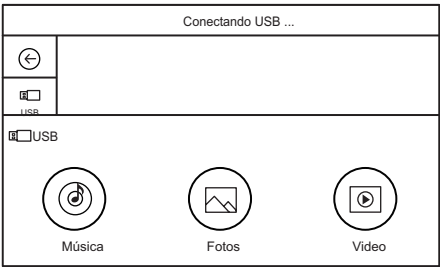 Conectando USB ...
USB
USB
Música
Fotos
Video